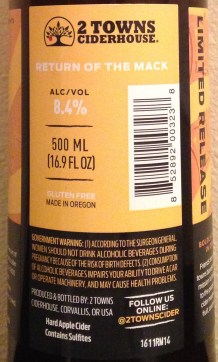 2 TOWNS
CIDERHOUSE.
RETURN OF THE MACK
ALC/VOL
8.4%
500 ML
(16.9 FL OZ)
GLUTEN FREE
MADE IN OREGON
8 52892 00323 8
LIMITED RELEASE
GOVERNMENT WARNING: (1) ACCORDING TO THE SURGEON GENERAL,
WOMEN SHOULD NOT DRINK ALCOHOLIC BEVERAGES DURING
PREGNANCY BECAUSE OF THE RISK OF BIRTH DEFECTS. (2) CONSUMPTION
OF ALCOHOLIC BEVERAGES IMPAIRS YOUR ABILITY TO DRIVE A CAR
OR OPERATE MACHINERY, AND MAY CAUSE HEALTH PROBLEMS.
PRODUCED & BOTTLED BY: 2 TOWNS
CIDERHOUSE, CORVALLIS, OR USA
Hard Apple Cider
Contains Sulfites
FOLLOW US
ONLINE:
@2TOWNSCIDER
1611RM14